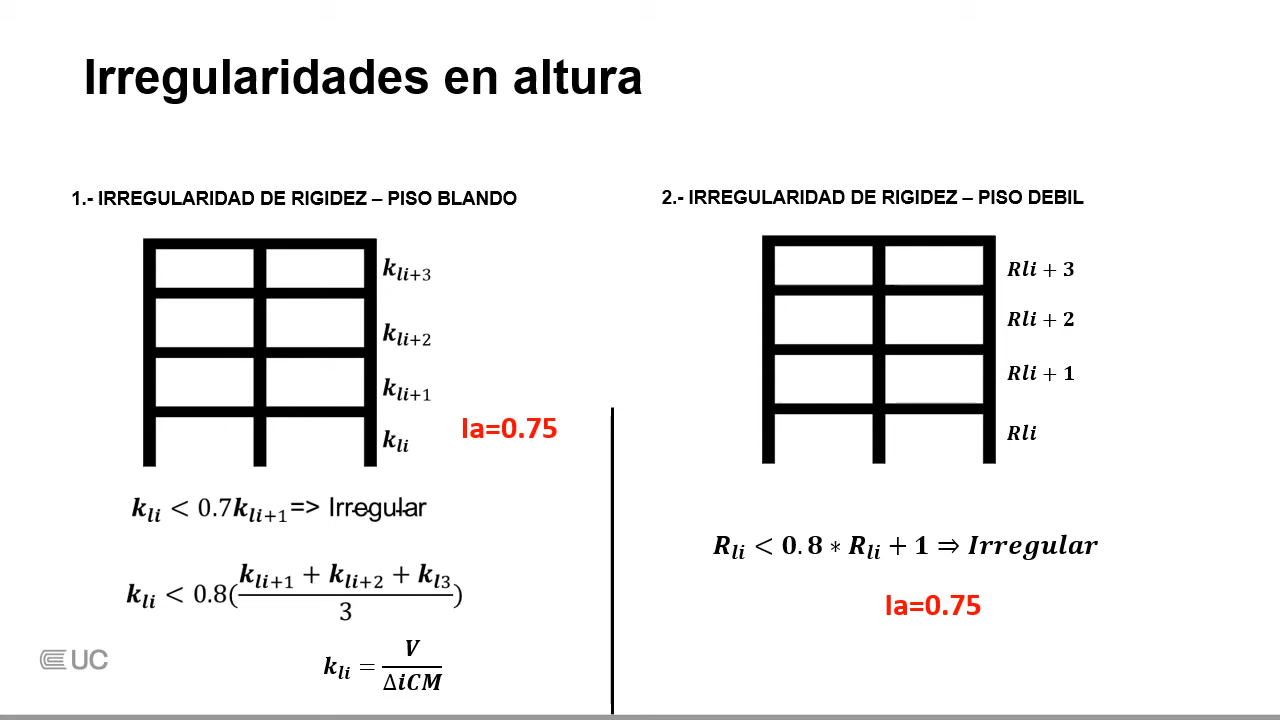 Irregularidades en altura
1.- IRREGULARIDAD DE RIGIDEZ – PISO BLANDO
k_{li+3}
k_{li+2}
k_{li+1}
k_{li}
Ia=0.75
k_{li} < 0.7k_{li+1} => Irregular
k_{li} < 0.8(\frac{k_{li+1} + k_{li+2} + k_{l3}}{3})
k_{li} = \frac{V}{ΔiCM}
UC
2.- IRREGULARIDAD DE RIGIDEZ – PISO DEBIL
Rli + 3
Rli + 2
Rli + 1
Rli
R_{li} < 0.8 * R_{li} + 1 ⇒ Irregular
Ia=0.75